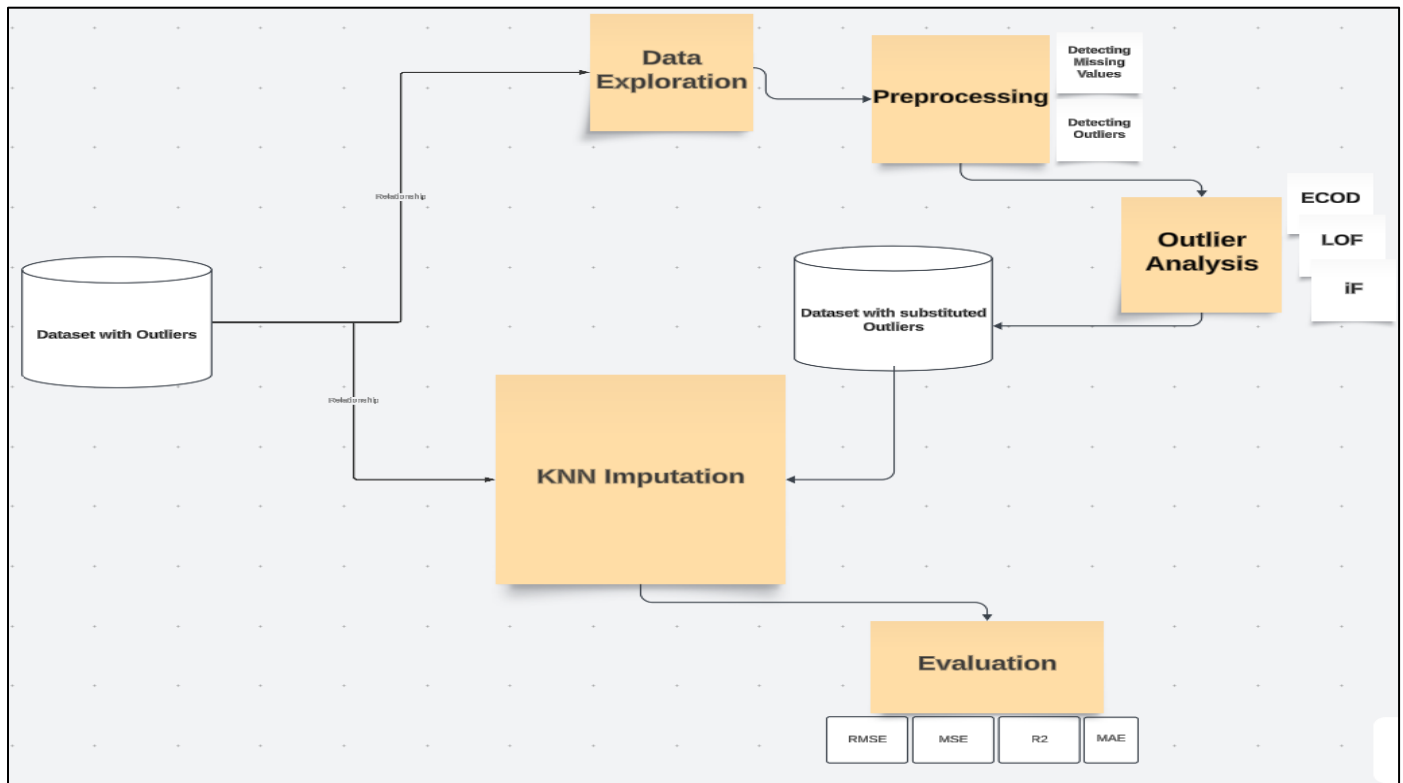 Data
Exploration
Preprocessing
Detecting
Missing
Values
Detecting
Outliers
Relationship
Outlier
Analysis
ECOD
LOF
iF
Dataset with Outliers
Dataset with substituted
Outliers
Relationship
KNN Imputation
Evaluation
RMSE
MSE
R2
MAE